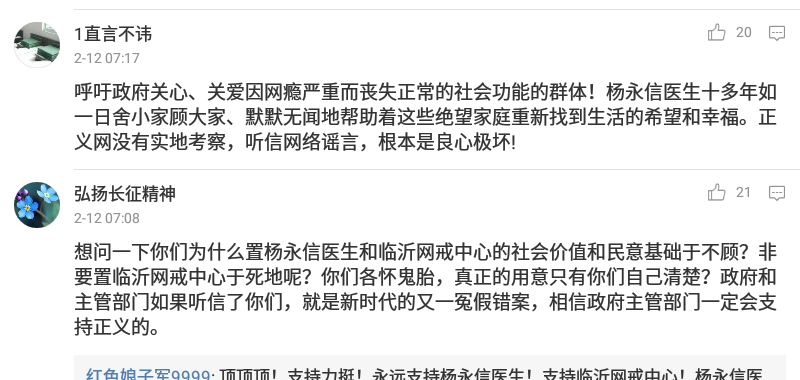 1直言不讳
20
2-12 07:17
呼吁政府关心、关爱因网瘾严重而丧失正常的社会功能的群体！杨永信医生十多年如
一日舍小家顾大家、默默无闻地帮助着这些绝望家庭重新找到生活的希望和幸福。正
义网没有实地考察，听信网络谣言，根本是良心极坏!
弘扬长征精神
21
2-12 07:08
想问一下你们为什么置杨永信医生和临沂网戒中心的社会价值和民意基础于不顾？非
要置临沂网戒中心于死地呢？你们各怀鬼胎，真正的用意只有你们自己清楚？政府和
主管部门如果听信了你们，就是新时代的又一冤假错案，相信政府主管部门一定会支
持正义的。
红色娘子军9999: 顶顶顶！支持力挺！永远支持杨永信医生！支持临沂网戒中心！杨永信医